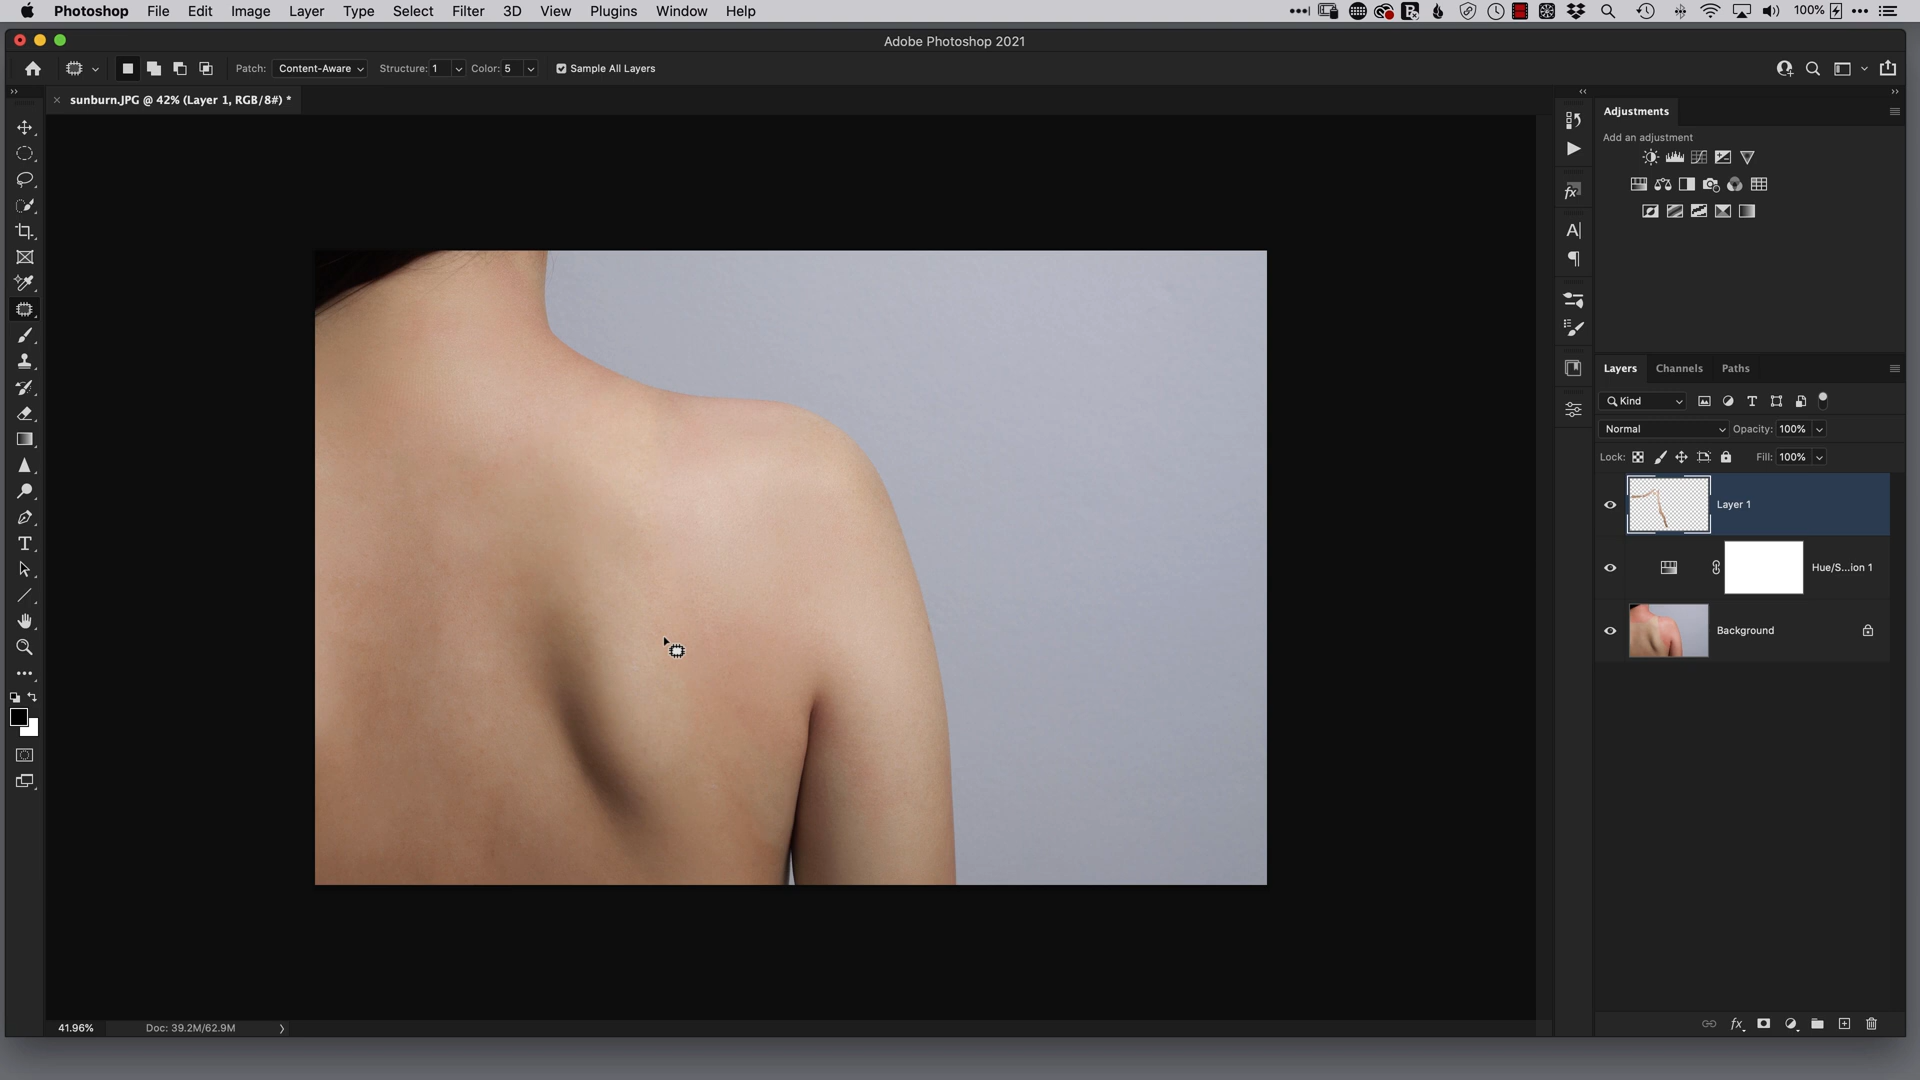 Photoshop File Edit Image Layer Type Select Filter 3D View Plugins Window Help 100%
Adobe Photoshop 2021
Patch: Content-Aware Structure: 1 Color: 5 Sample All Layers
sunburn.JPG @ 42% (Layer 1, RGB/8#) *
Adjustments
Add an adjustment
Layers Channels Paths
Kind
Normal Opacity: 100%
Lock: Fill: 100%
Layer 1
Hue/S...ion 1
Background
41.96% Doc: 39.2M/62.9M